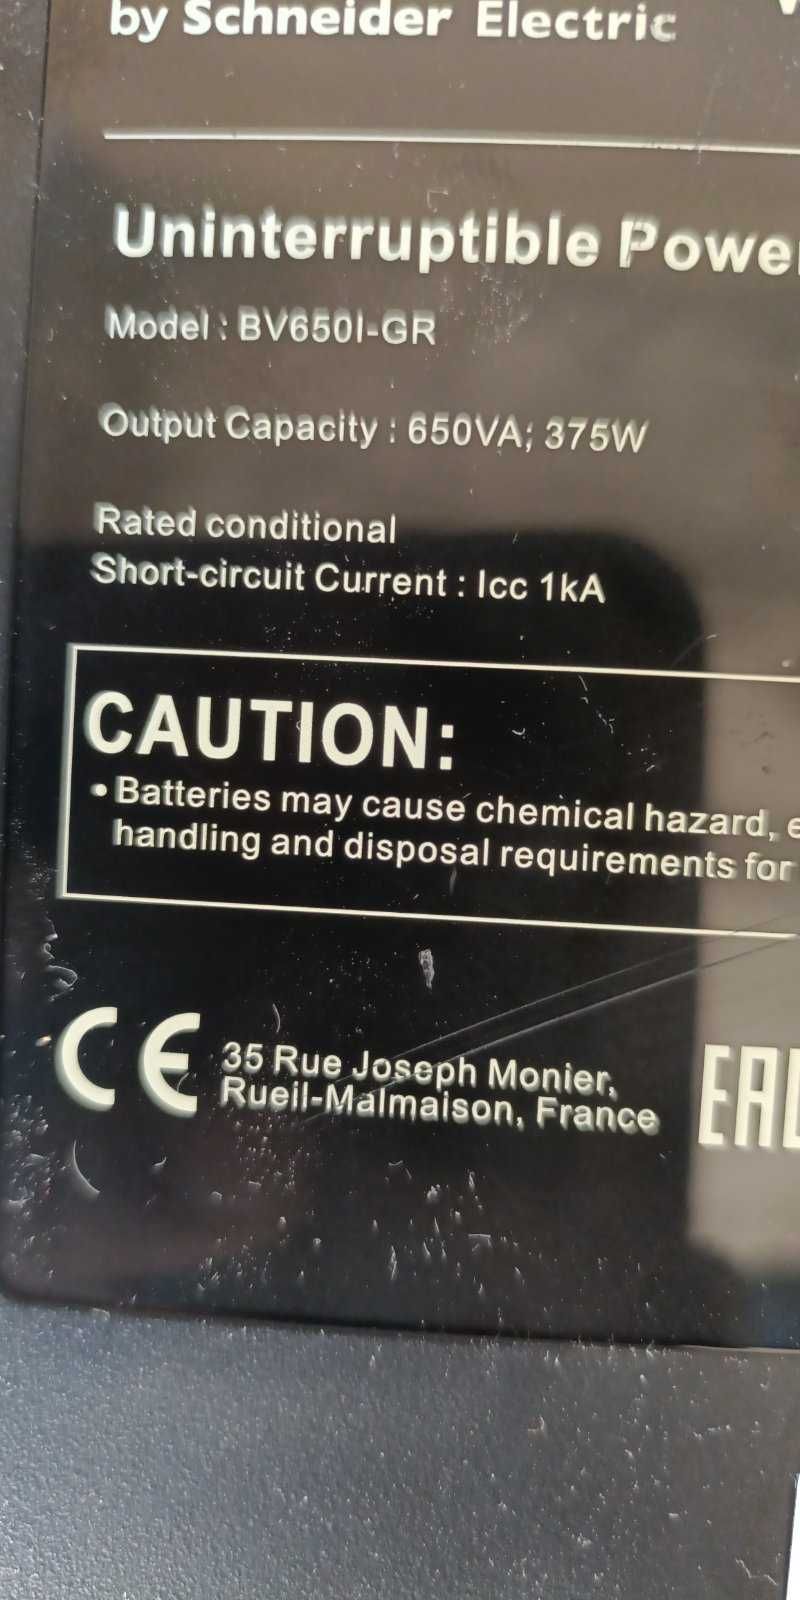 by Schneider Electric
Uninterruptible Powe
Model : BV650I-GR
Output Capacity : 650VA; 375W
Rated conditional
Short-circuit Current : Icc 1kA
CAUTION:
• Batteries may cause chemical hazard, e
handling and disposal requirements for
CE 35 Rue Joseph Monier,
Rueil-Malmaison, France
EAC